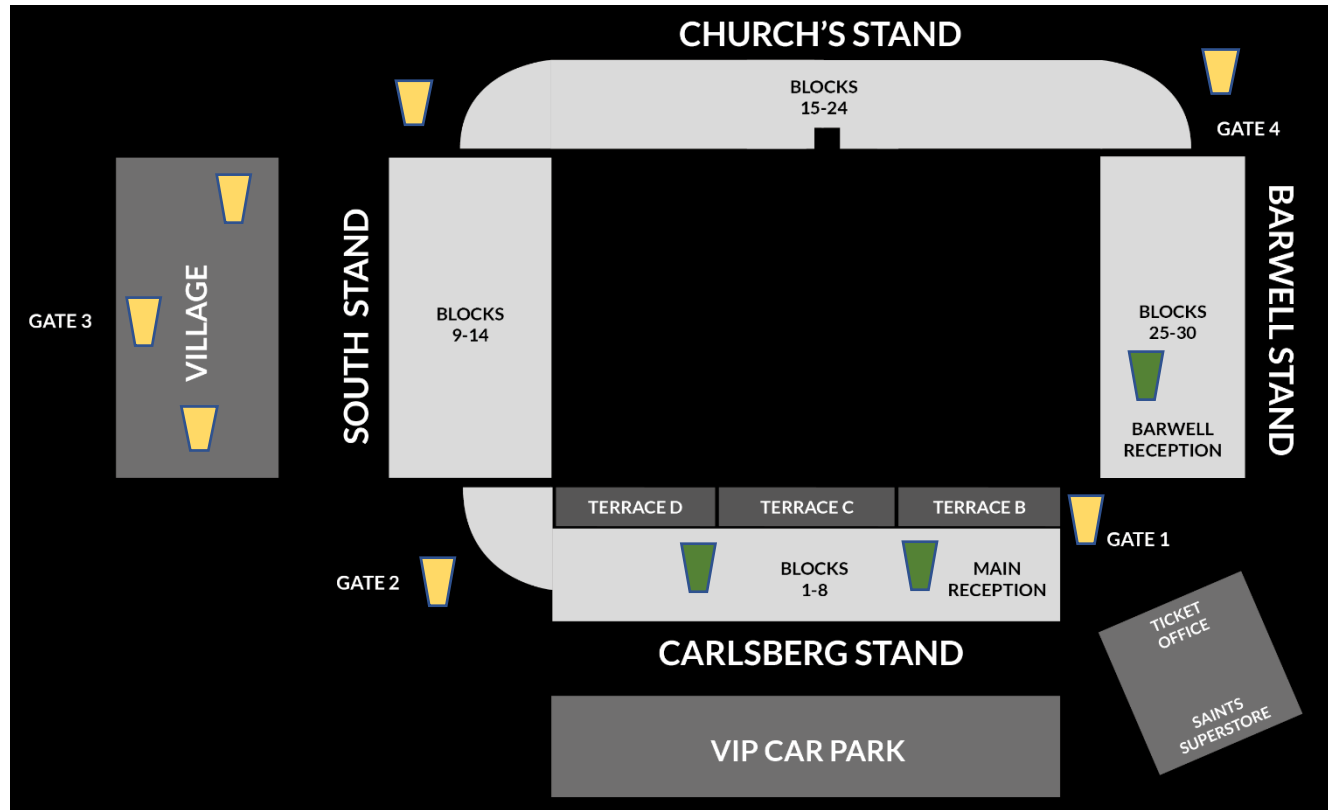 CHURCH’S STAND
BLOCKS
15-24
GATE 4
GATE 3
VILLAGE
SOUTH STAND
BLOCKS
9-14
BLOCKS
25-30
BARWELL
RECEPTION
BARWELL STAND
TERRACE D
TERRACE C
TERRACE B
GATE 1
GATE 2
BLOCKS
1-8
MAIN
RECEPTION
CARLSBERG STAND
TICKET
OFFICE
SAINTS
SUPERSTORE
VIP CAR PARK